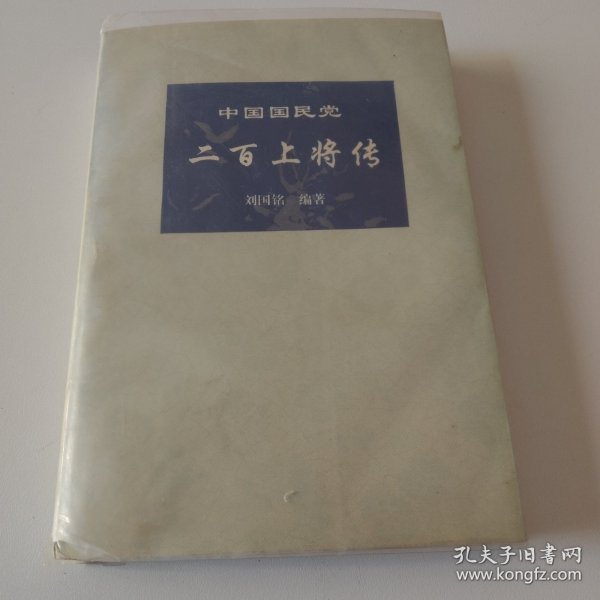 中国国民党
二百上将传
刘国铭 编著
孔夫子旧书网
www.kongfz.com